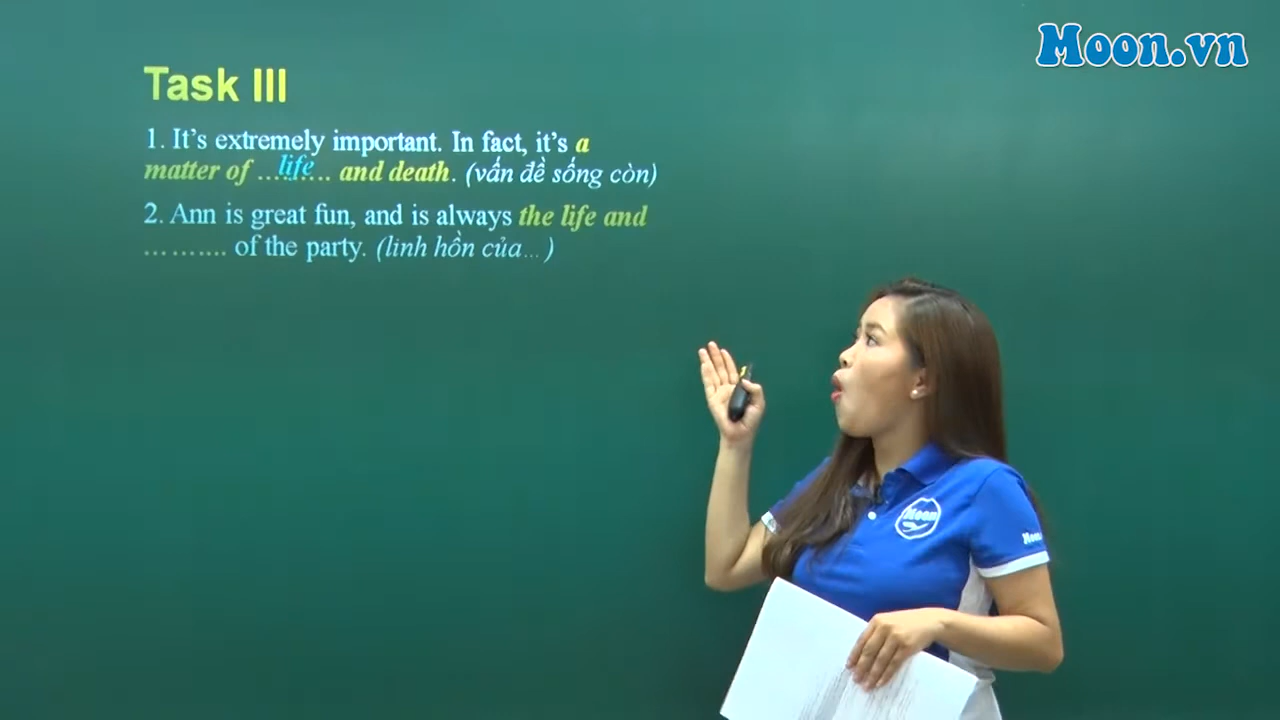 Moon.vn
Task III
1. It's extremely important. In fact, it's a
matter of ...life... and death. (vấn đề sống còn)
2. Ann is great fun, and is always the life and
.......... of the party. (linh hồn của... )
Moon
Moon